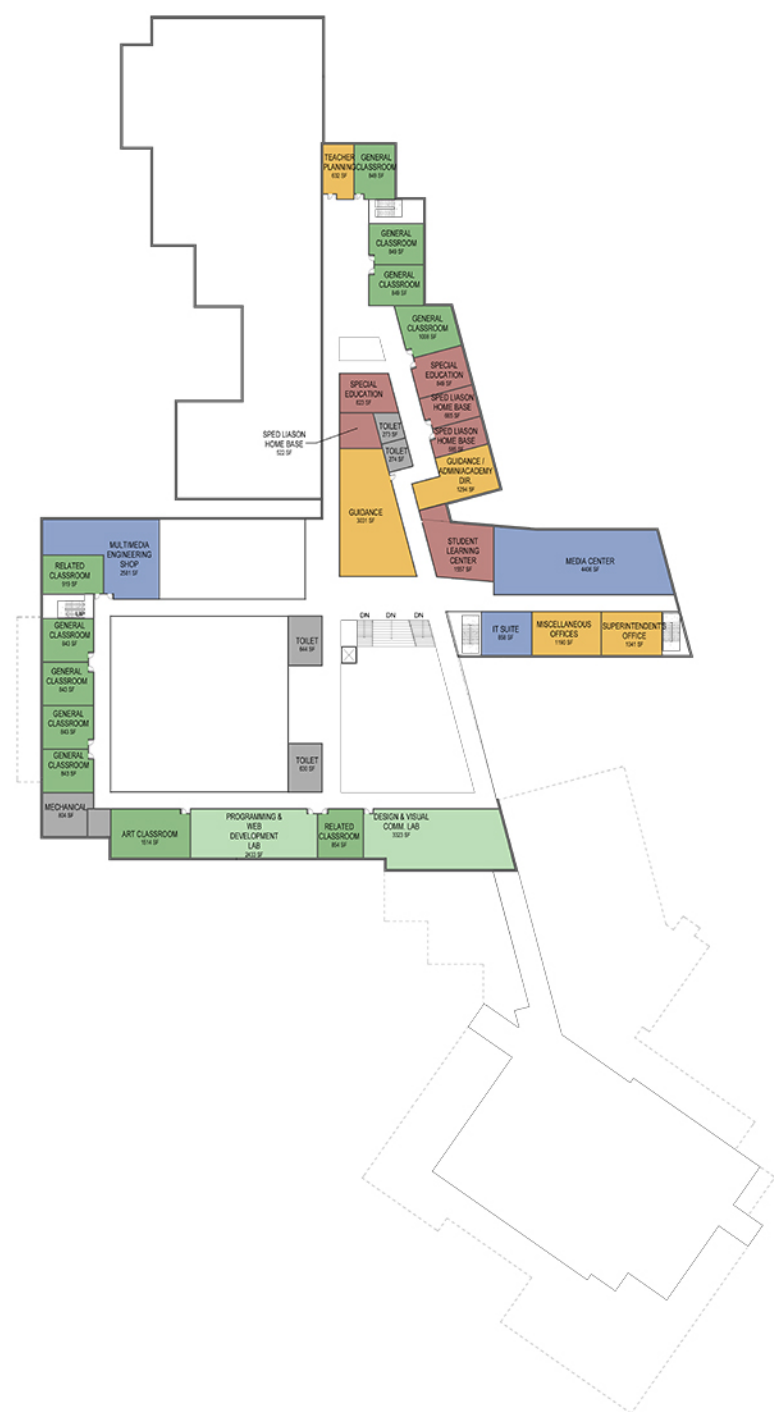 TEACHER
PLANNING
632 SF
GENERAL
CLASSROOM
849 SF
GENERAL
CLASSROOM
849 SF
GENERAL
CLASSROOM
849 SF
GENERAL
CLASSROOM
1008 SF
SPECIAL
EDUCATION
849 SF
SPECIAL
EDUCATION
623 SF
SPED LIASON
HOME BASE
SPED LIASON
HOME BASE
522 SF
TOILET
273 SF
SPED LIASON
HOME BASE
TOILET
274 SF
GUIDANCE /
ADMIN/ACADEMY
DIR.
1294 SF
GUIDANCE
3031 SF
MULTIMEDIA
ENGINEERING
SHOP
2581 SF
STUDENT
LEARNING
CENTER
1557 SF
MEDIA CENTER
4406 SF
RELATED
CLASSROOM
919 SF
UP
DN
DN
DN
GENERAL
CLASSROOM
843 SF
TOILET
644 SF
IT SUITE
858 SF
MISCELLANEOUS
OFFICES
1190 SF
SUPERINTENDENT'S
OFFICE
1041 SF
GENERAL
CLASSROOM
843 SF
GENERAL
CLASSROOM
843 SF
GENERAL
CLASSROOM
843 SF
TOILET
630 SF
MECHANICAL
804 SF
ART CLASSROOM
1514 SF
PROGRAMMING &
WEB
DEVELOPMENT
LAB
2433 SF
RELATED
CLASSROOM
854 SF
DESIGN & VISUAL
COMM. LAB
3323 SF